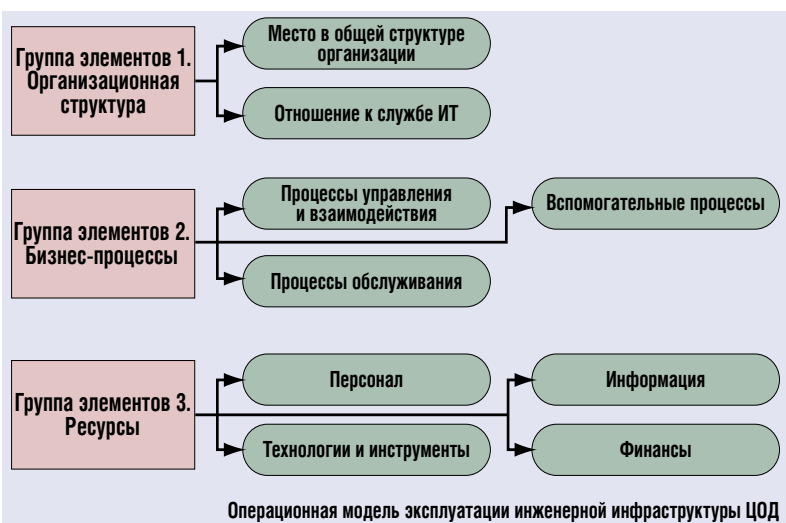 Группа элементов 1.
Организационная
структура
Место в общей структуре
организации
Отношение к службе ИТ
Группа элементов 2.
Бизнес-процессы
Процессы управления
и взаимодействия
Вспомогательные процессы
Процессы обслуживания
Группа элементов 3.
Ресурсы
Персонал
Информация
Технологии и инструменты
Финансы
Операционная модель эксплуатации инженерной инфраструктуры ЦОД